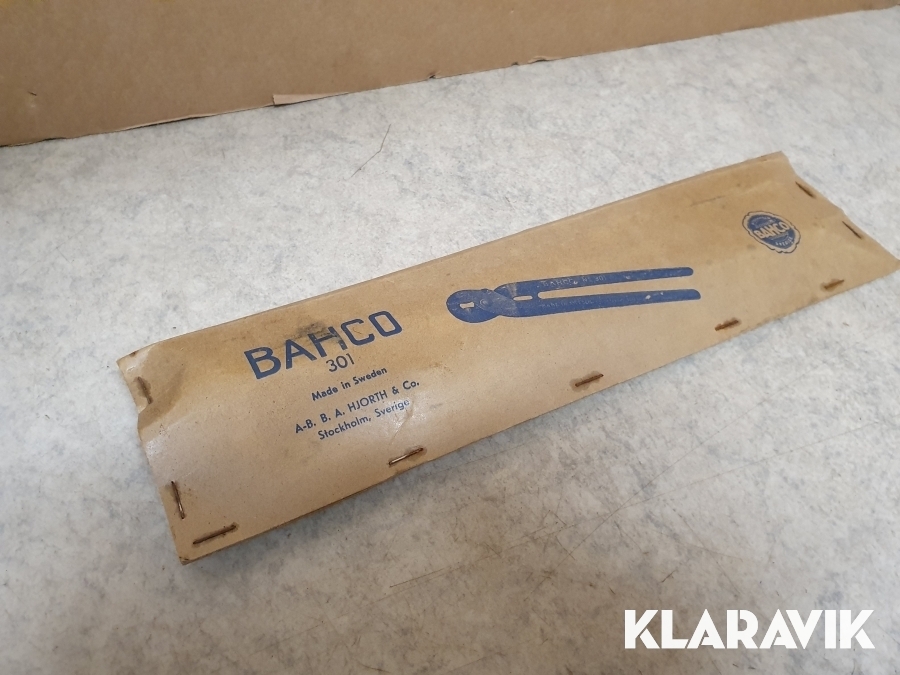 BAHCO
301
Made in Sweden
A-B. B. A. HJORTH & Co.
Stockholm, Sverige
BAHCO
KLARAVIK